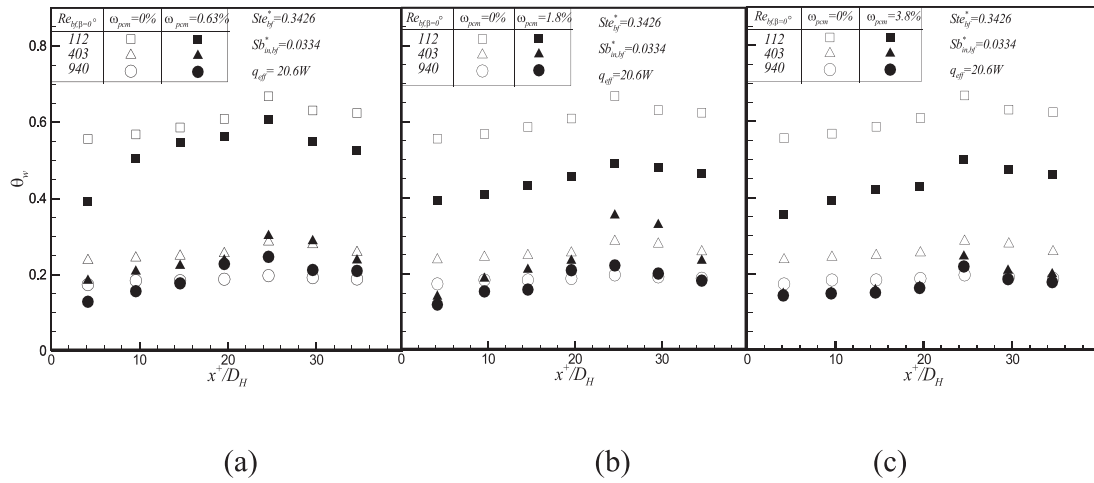 Re_bf,β=0° ω_pcm=0% ω_pcm=0.63%
112
403
940
Ste*_bf=0.3426
Sb*_in,bf=0.0334
q_eff=20.6W
Re_bf,β=0° ω_pcm=0% ω_pcm=1.8%
112
403
940
Ste*_bf=0.3426
Sb*_in,bf=0.0334
q_eff=20.6W
Re_bf,β=0° ω_pcm=0% ω_pcm=3.8%
112
403
940
Ste*_bf=0.3426
Sb*_in,bf=0.0334
q_eff=20.6W
0.8
0.6
θ_w
0.4
0.2
0
0 10 20 30 0 10 20 30 0 10 20 30
x⁺/D_H x⁺/D_H x⁺/D_H
(a) (b) (c)